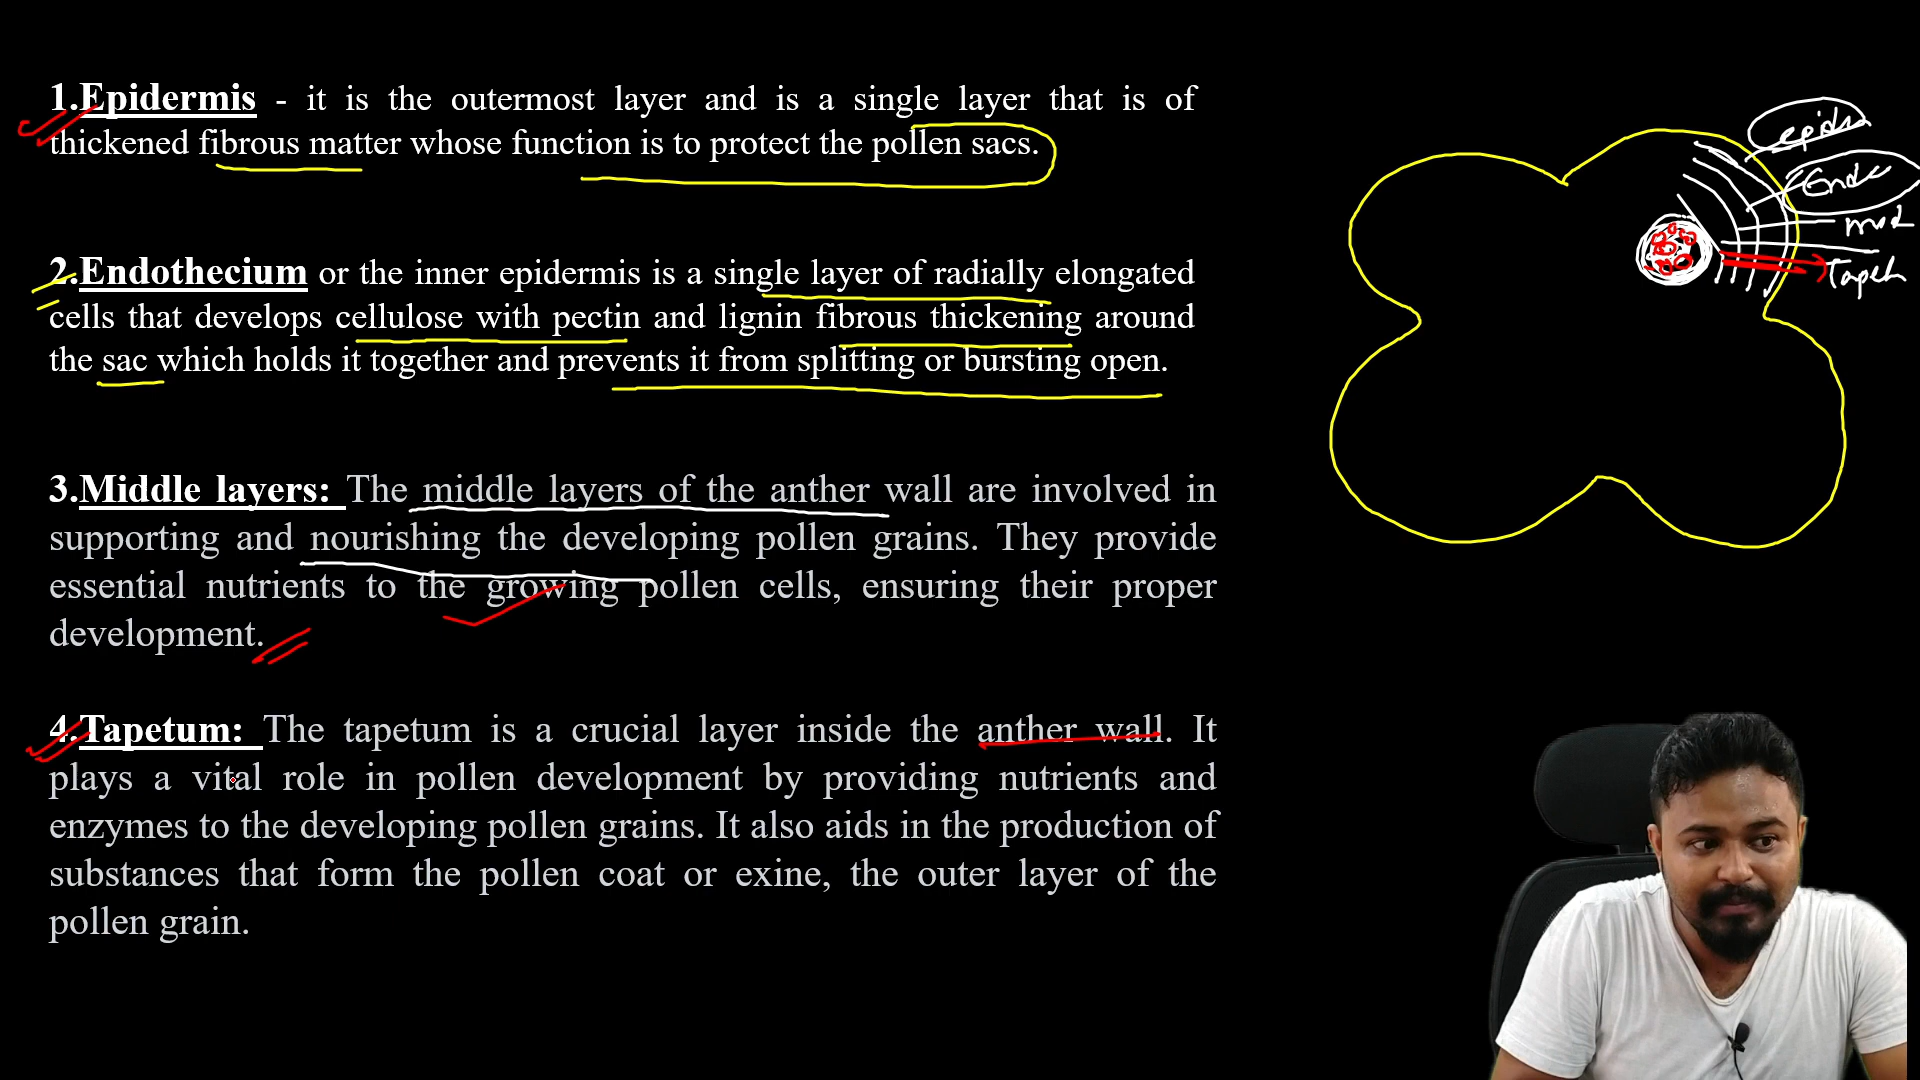 1.Epidermis - it is the outermost layer and is a single layer that is of
thickened fibrous matter whose function is to protect the pollen sacs.
2.Endothecium or the inner epidermis is a single layer of radially elongated
cells that develops cellulose with pectin and lignin fibrous thickening around
the sac which holds it together and prevents it from splitting or bursting open.
3.Middle layers: The middle layers of the anther wall are involved in
supporting and nourishing the developing pollen grains. They provide
essential nutrients to the growing pollen cells, ensuring their proper
development.
4.Tapetum: The tapetum is a crucial layer inside the anther wall. It
plays a vital role in pollen development by providing nutrients and
enzymes to the developing pollen grains. It also aids in the production of
substances that form the pollen coat or exine, the outer layer of the
pollen grain.